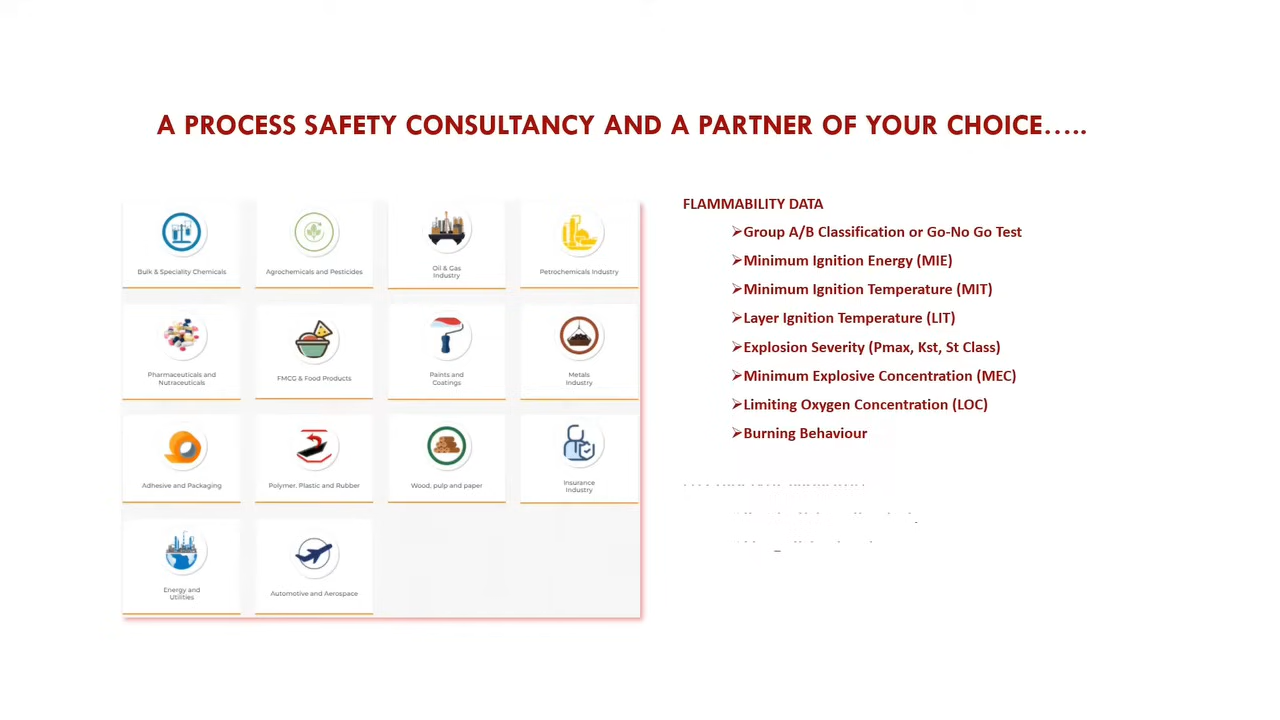 A PROCESS SAFETY CONSULTANCY AND A PARTNER OF YOUR CHOICE.....
Bulk & Speciality Chemicals
Agrochemicals and Pesticides
Oil & Gas
Industry
Petrochemicals Industry
Pharmaceuticals and
Nutraceuticals
FMCG & Food Products
Paints and
Coatings
Metals
Industry
Adhesive and Packaging
Polymer, Plastic and Rubber
Wood, pulp and paper
Insurance
Industry
Energy and
Utilities
Automotive and Aerospace
FLAMMABILITY DATA
Group A/B Classification or Go-No Go Test
Minimum Ignition Energy (MIE)
Minimum Ignition Temperature (MIT)
Layer Ignition Temperature (LIT)
Explosion Severity (Pmax, Kst, St Class)
Minimum Explosive Concentration (MEC)
Limiting Oxygen Concentration (LOC)
Burning Behaviour